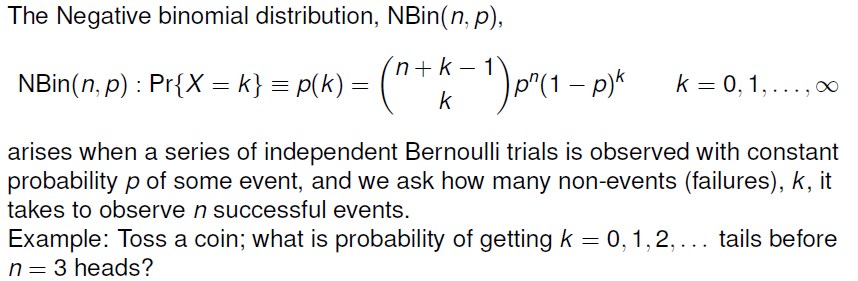 The Negative binomial distribution, NBin(n, p),
NBin(n, p) : Pr{X = k} ≡ p(k) = \binom{n + k − 1}{k} p^n(1 − p)^k k = 0, 1, . . . , ∞
arises when a series of independent Bernoulli trials is observed with constant
probability p of some event, and we ask how many non-events (failures), k, it
takes to observe n successful events.
Example: Toss a coin; what is probability of getting k = 0, 1, 2, . . . tails before
n = 3 heads?